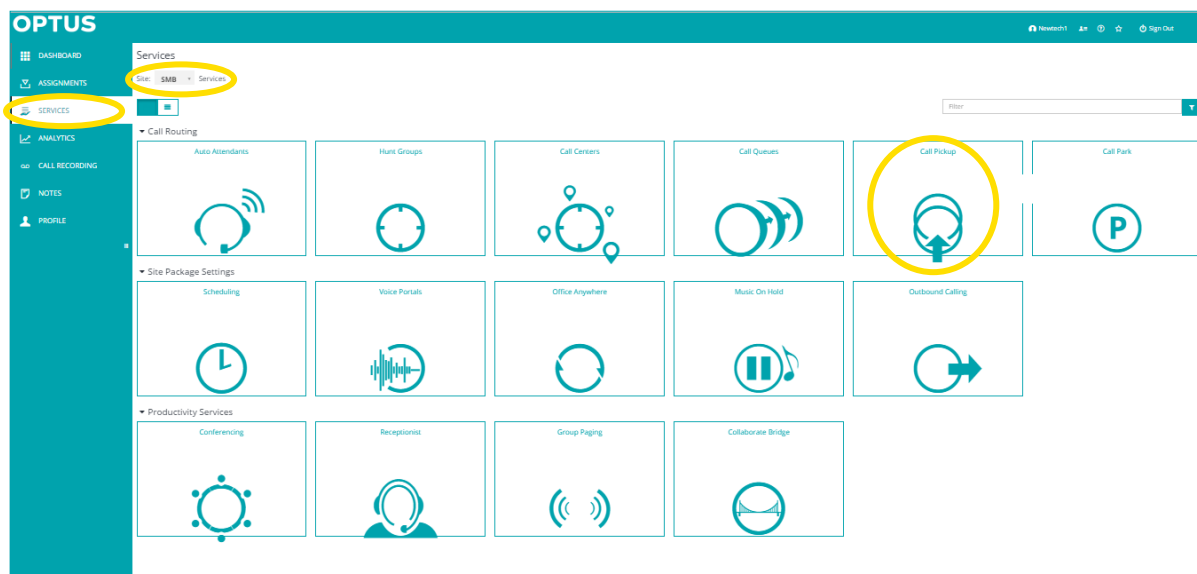 OPTUS
Newtech1 Sign Out
DASHBOARD
ASSIGNMENTS
SERVICES
ANALYTICS
CALL RECORDING
NOTES
PROFILE
Services
Site: SMB Services
Filter
Call Routing
Auto Attendants Hunt Groups Call Centers Call Queues Call Pickup Call Park
P
Site Package Settings
Scheduling Voice Portals Office Anywhere Music On Hold Outbound Calling
Productivity Services
Conferencing Receptionist Group Paging Collaborate Bridge